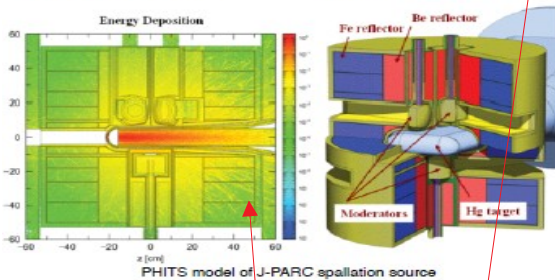 Energy Deposition
Fe reflector
Be reflector
60
40
20
0
-20
-40
-60
-60
-40
-20
0
20
40
60
z [cm]
Moderators
Hg target
PHITS model of J-PARC spallation source